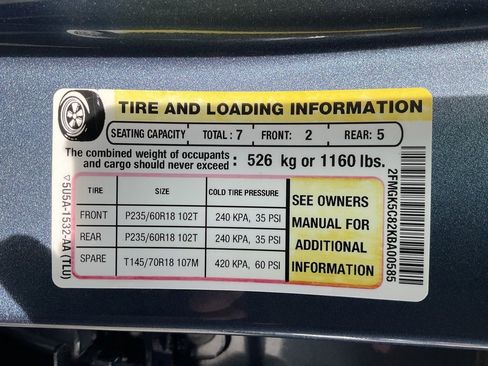 TIRE AND LOADING INFORMATION
SEATING CAPACITY TOTAL : 7 FRONT: 2 REAR: 5
The combined weight of occupants
and cargo should never exceed : 526 kg or 1160 lbs.
TIRE SIZE COLD TIRE PRESSURE
FRONT P235/60R18 102T 240 KPA, 35 PSI
REAR P235/60R18 102T 240 KPA, 35 PSI
SPARE T145/70R18 107M 420 KPA, 60 PSI
SEE OWNERS
MANUAL FOR
ADDITIONAL
INFORMATION
5U5A-1532-AA (TLU)
2FMGK5C82KBA00585